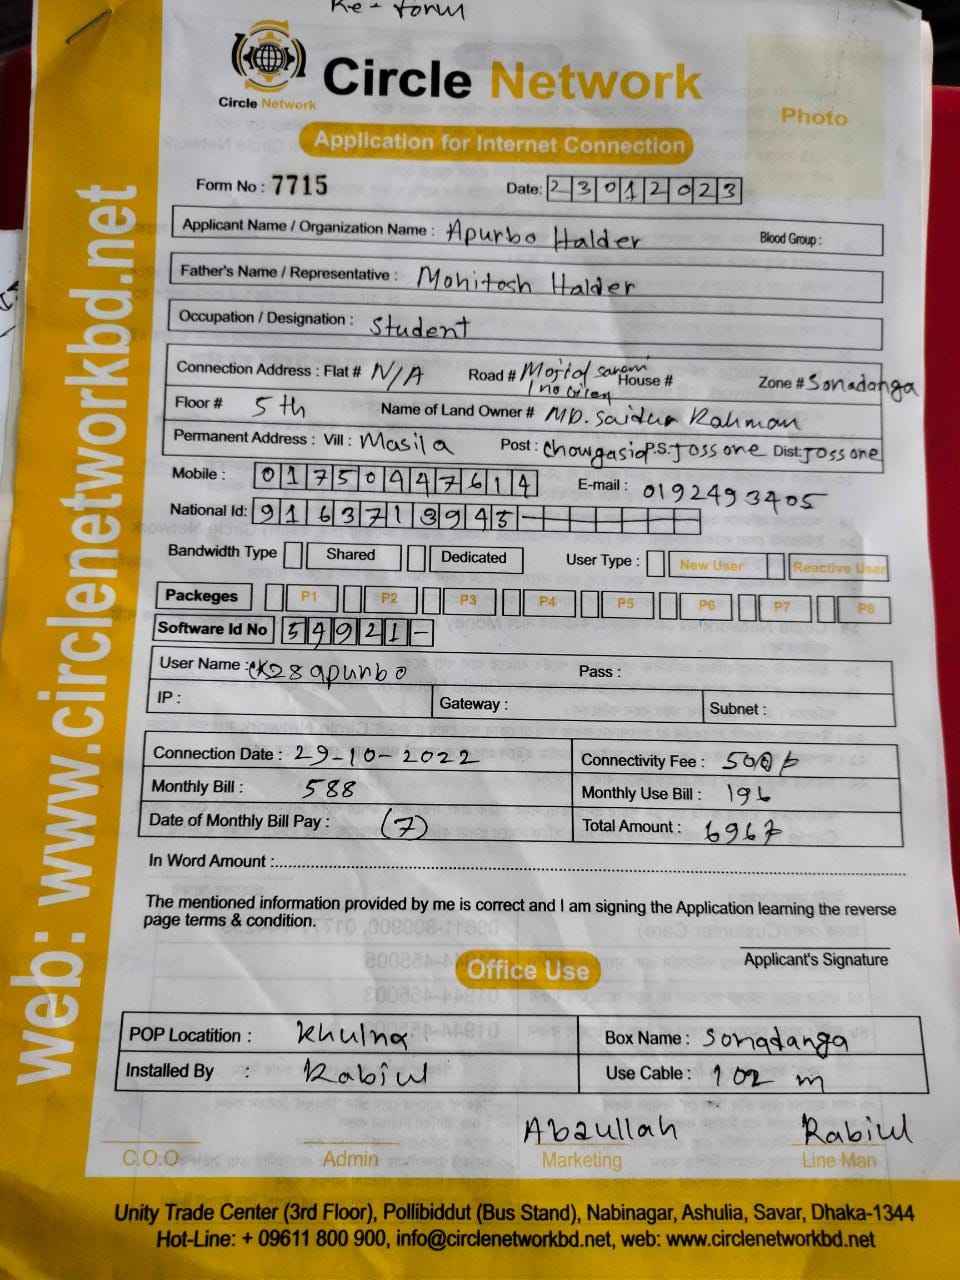 Re-form
Circle Network
Circle Network
Photo
Application for Internet Connection
Form No : 7715 Date: 23012023
Applicant Name / Organization Name : Apurbo Halder Blood Group :
Father's Name / Representative : Mohitosh Halder
Occupation / Designation : Student
Connection Address : Flat # N/A Road # Mojid Sarani House # Zone # Sonadanga
1 no
Floor # 5th Name of Land Owner # MD. Saidur Rahman
Permanent Address : Vill : Masila Post : Chowgasia P.S: Jossone Dist: Jossone
Mobile : 01750447614 E-mail : 0192493405
National Id: 9163713945-
Bandwidth Type Shared Dedicated User Type : New User Reactive User
Packeges P1 P2 P3 P4 P5 P6 P7 P8
Software Id No 54921-
User Name : CK28apurbo Pass :
IP : Gateway : Subnet :
Connection Date : 29-10-2022 Connectivity Fee :
Monthly Bill : 588 Monthly Use Bill : 196
Date of Monthly Bill Pay : (7) Total Amount :
In Word Amount :
The mentioned information provided by me is correct and I am signing the Application learning the reverse
page terms & condition.
Applicant's Signature
Office Use
POP Locatition : Khulna Box Name : Sonadanga
Installed By : Rabiul Use Cable : 102 m
Abdullah Rabiul
C.O.O Admin Marketing Line Man
Unity Trade Center (3rd Floor), Pollibiddut (Bus Stand), Nabinagar, Ashulia, Savar, Dhaka-1344
Hot-Line: + 09611 800 900, info@circlenetworkbd.net, web: www.circlenetworkbd.net
web: www.circlenetworkbd.net